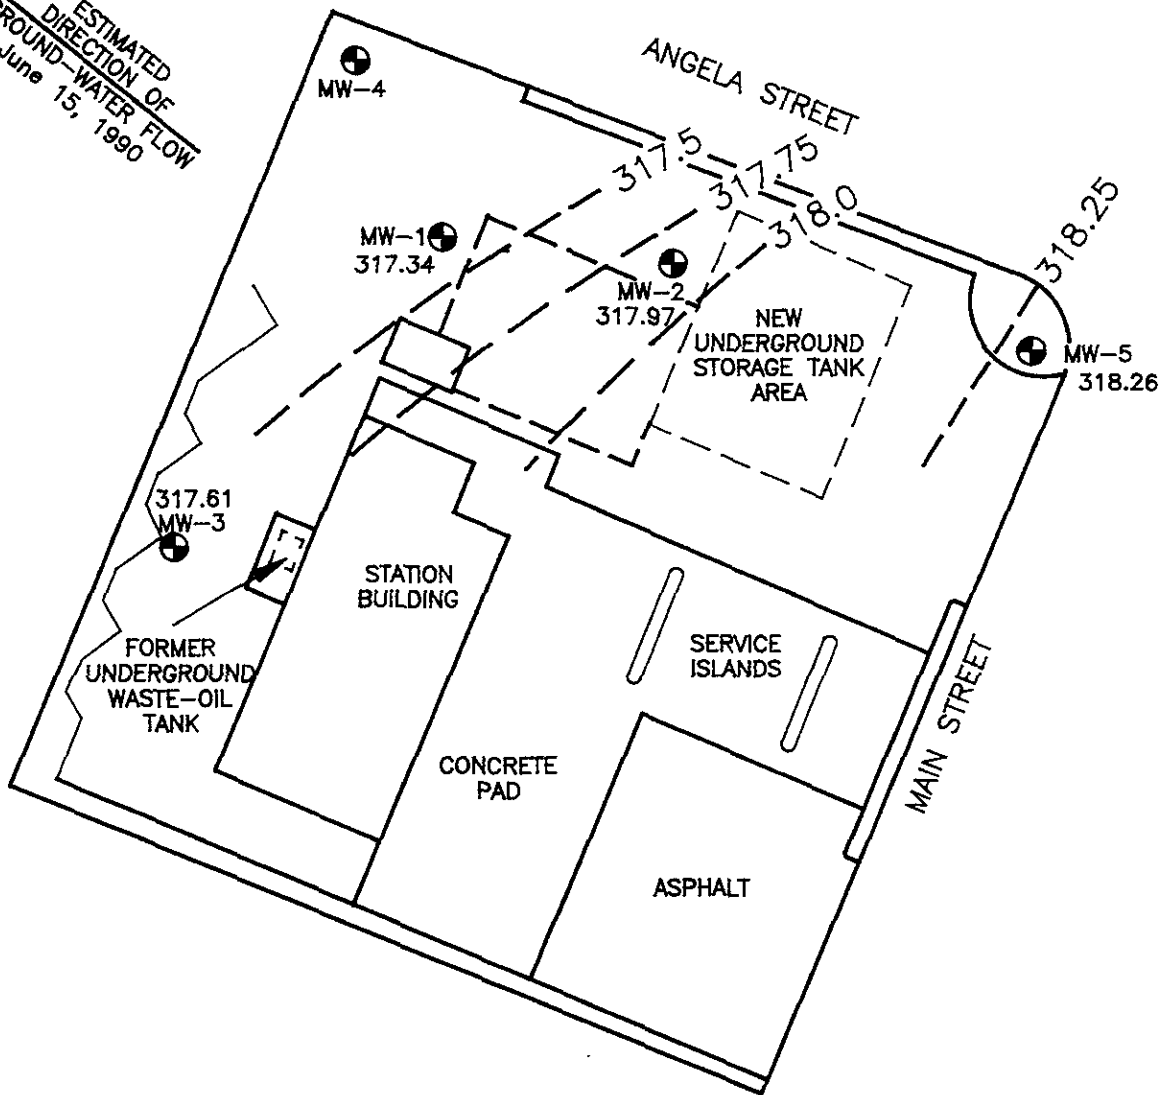 ESTIMATED
DIRECTION OF
GROUND-WATER FLOW
June 15, 1990
ANGELA STREET
MW-4
317.5
317.75
318.0
318.25
MW-1
317.34
MW-2
317.97
NEW
UNDERGROUND
STORAGE TANK
AREA
MW-5
318.26
317.61
MW-3
STATION
BUILDING
FORMER
UNDERGROUND
WASTE-OIL
TANK
SERVICE
ISLANDS
MAIN STREET
CONCRETE
PAD
ASPHALT